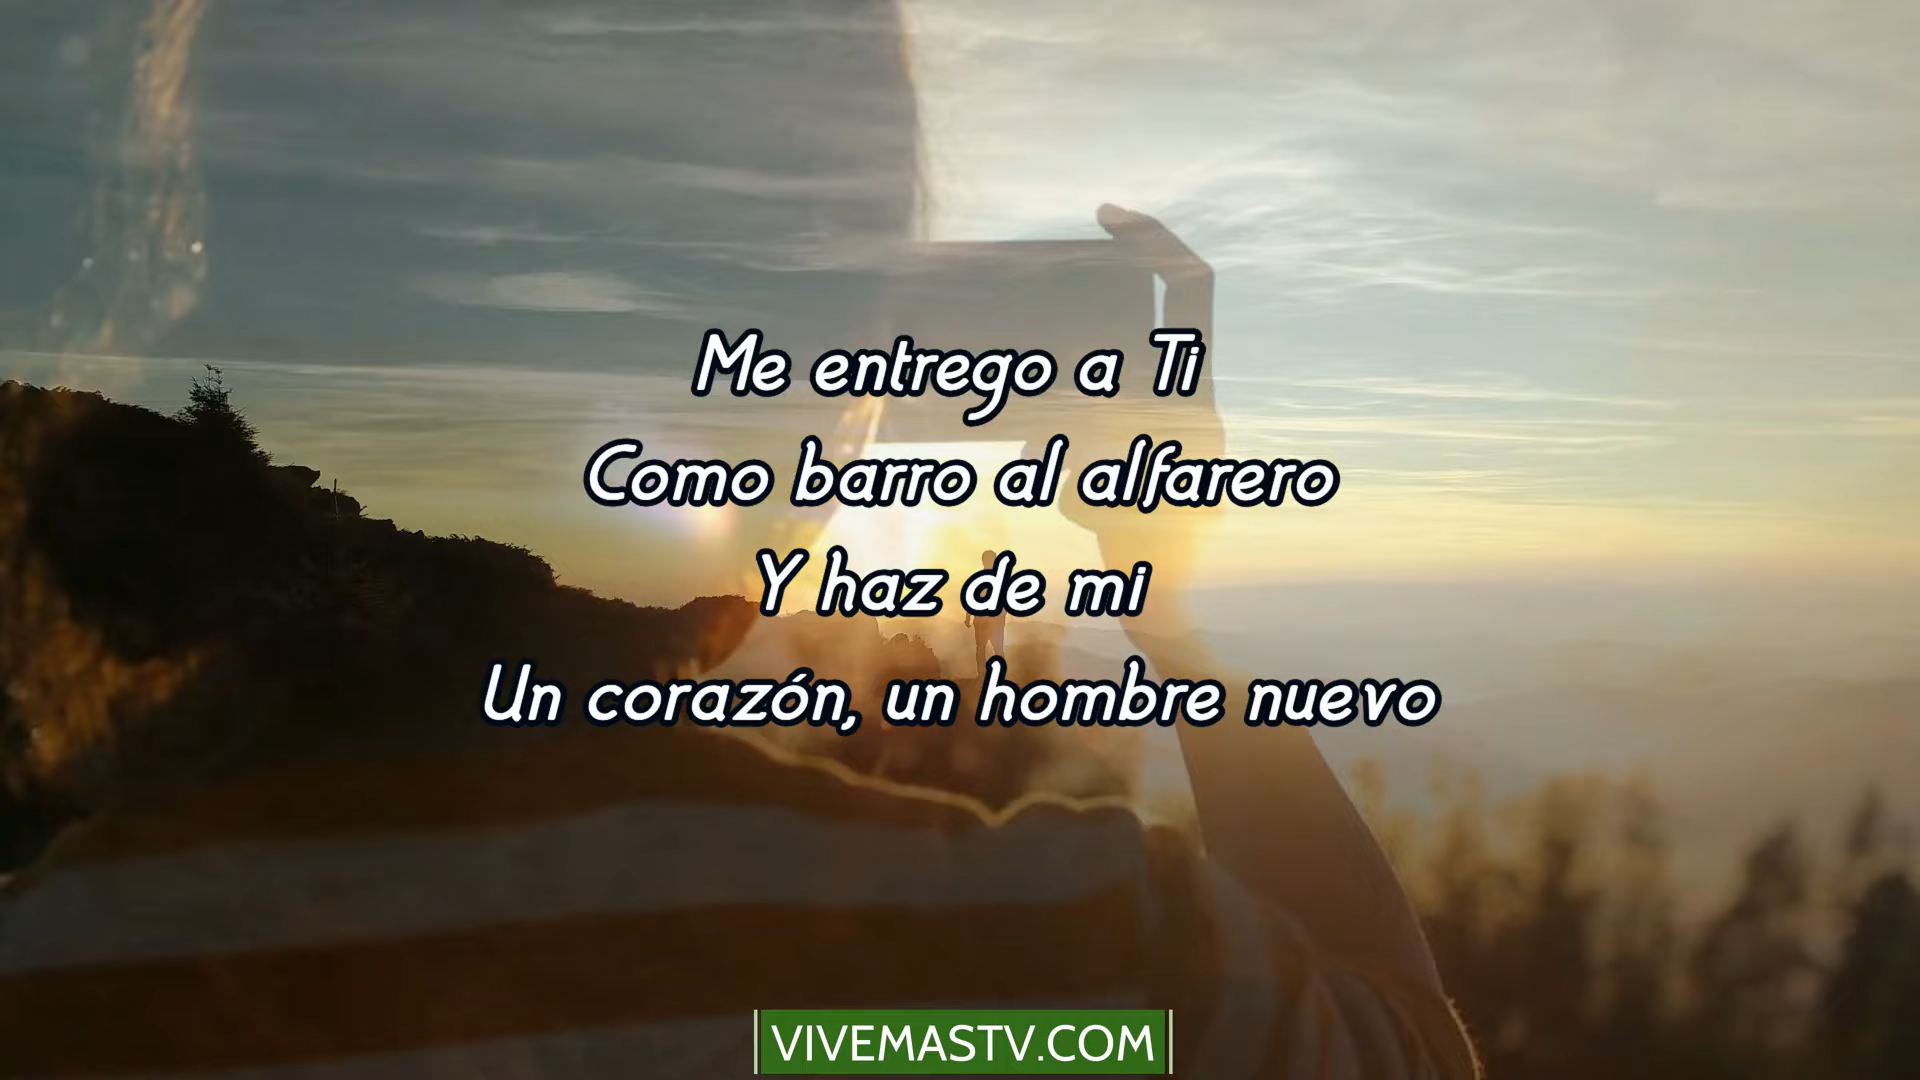 Me entrego a Ti
Como barro al alfarero
Y haz de mi
Un corazón, un hombre nuevo
VIVEMASTV.COM